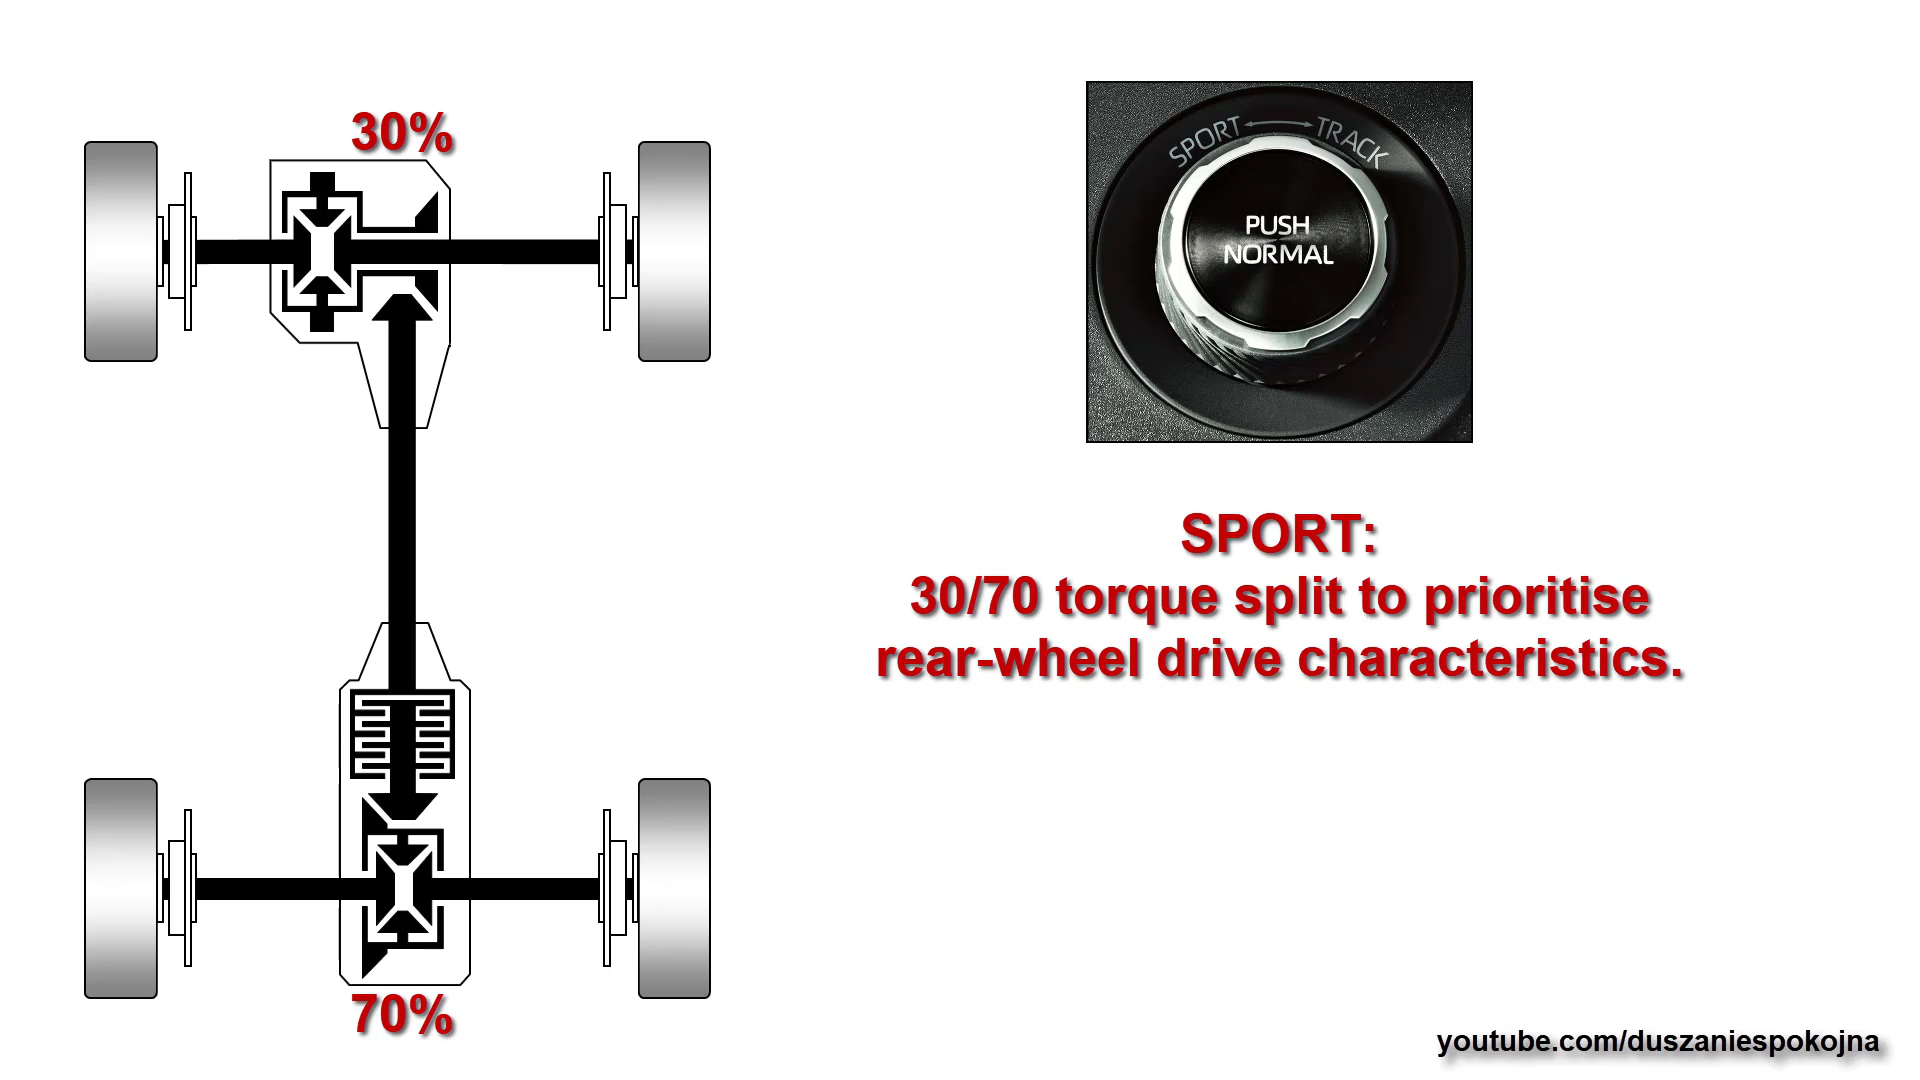 30%
SPORT
TRACK
PUSH
NORMAL
SPORT:
30/70 torque split to prioritise
rear-wheel drive characteristics.
70%
youtube.com/duszaniespokojna